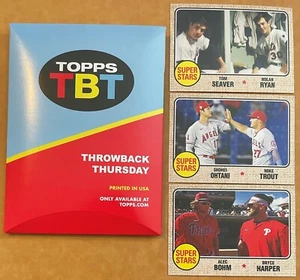 TOPPS
TBT
THROWBACK
THURSDAY
PRINTED IN USA
ONLY AVAILABLE AT
TOPPS.COM
SUPER
STARS
TOM
SEAVER
NOLAN
RYAN
SUPER
STARS
SHOHEI
OHTANI
MIKE
TROUT
SUPER
STARS
ALEC
BOHM
BRYCE
HARPER